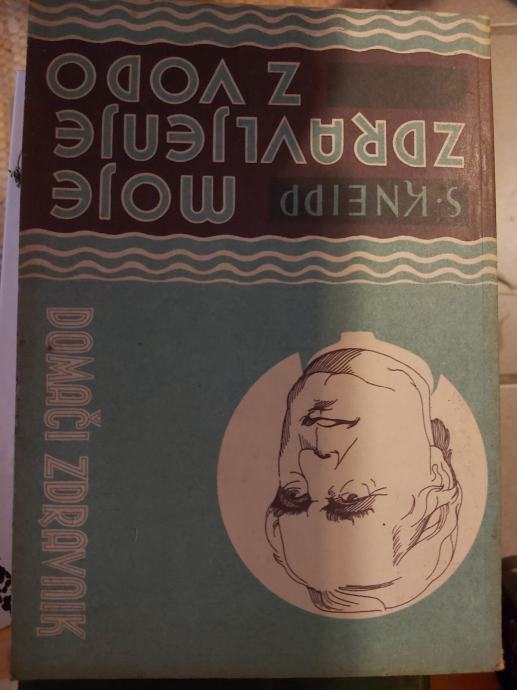 S·KNEIPP MOJE
ZDRAVLJENJE
Z VODO
DOMAČI ZDRAVNIK